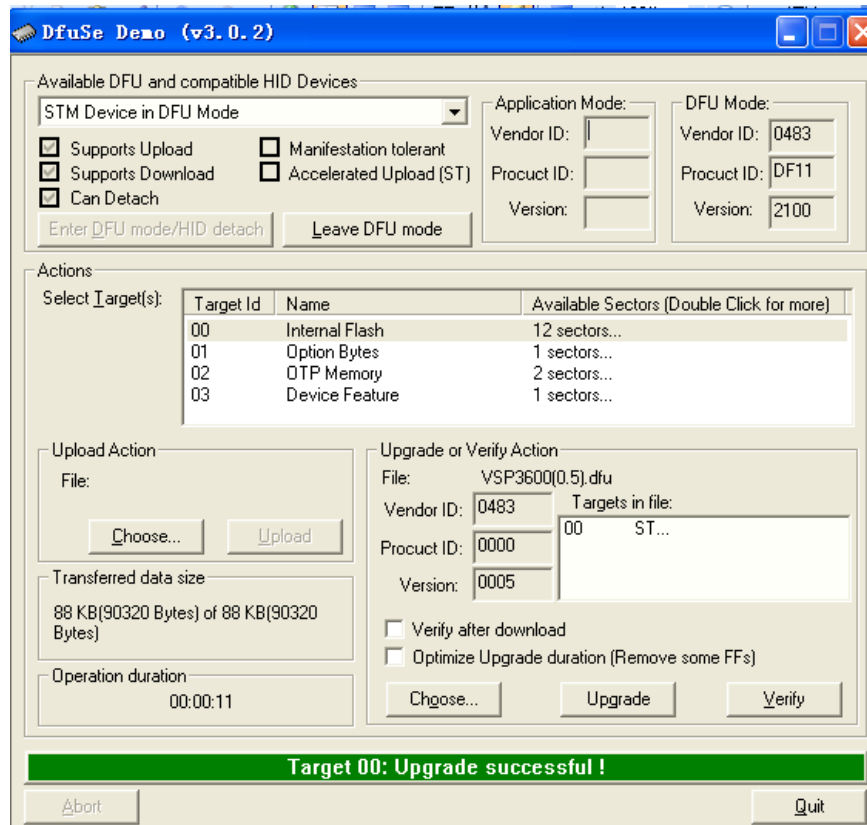 DfuSe Demo (v3.0.2)
Available DFU and compatible HID Devices
STM Device in DFU Mode
Supports Upload
Manifestation tolerant
Supports Download
Accelerated Upload (ST)
Can Detach
Enter DFU mode/HID detach
Leave DFU mode
Application Mode:
Vendor ID:
Procuct ID:
Version:
DFU Mode:
Vendor ID: 0483
Procuct ID: DF11
Version: 2100
Actions
Select Target(s):
Target Id Name Available Sectors (Double Click for more)
00 Internal Flash 12 sectors...
01 Option Bytes 1 sectors...
02 OTP Memory 2 sectors...
03 Device Feature 1 sectors...
Upload Action
File:
Choose... Upload
Transferred data size
88 KB(90320 Bytes) of 88 KB(90320
Bytes)
Operation duration
00:00:11
Upgrade or Verify Action
File: VSP3600(0.5).dfu
Vendor ID: 0483
Procuct ID: 0000
Version: 0005
Targets in file:
00 ST...
Verify after download
Optimize Upgrade duration (Remove some FFs)
Choose... Upgrade Verify
Target 00: Upgrade successful !
Abort Quit